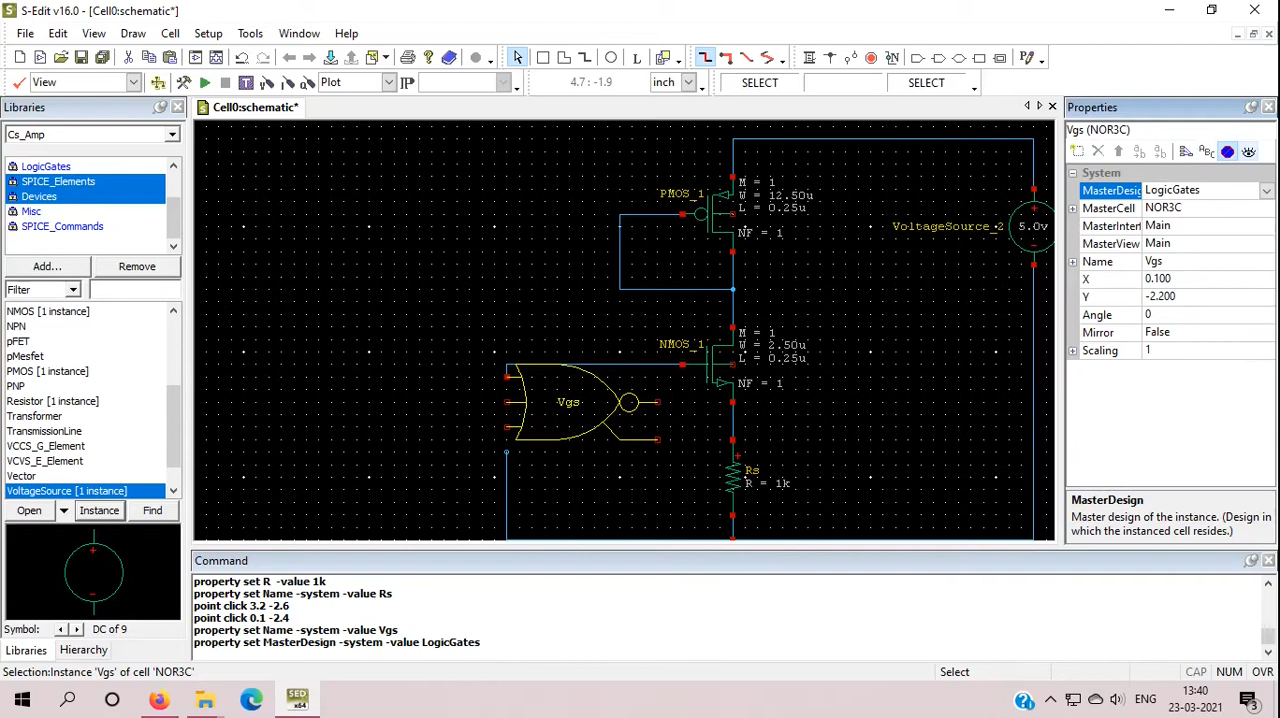 S-Edit v16.0 - [Cell0:schematic*]
File Edit View Draw Cell Setup Tools Window Help
View
Plot
4.7: -1.9
inch
SELECT
SELECT
Libraries
Cell0:schematic*
Properties
Cs_Amp
LogicGates
SPICE_Elements
Devices
Misc
SPICE_Commands
Add...
Remove
Filter
NMOS [1 instance]
NPN
pFET
pMesfet
PMOS [1 instance]
PNP
Resistor [1 instance]
Transformer
TransmissionLine
VCCS_G_Element
VCVS_E_Element
Vector
VoltageSource [1 instance]
Open
Instance
Find
Symbol:
DC of 9
Libraries
Hierarchy
PMOS_1
M = 1
W = 12.50u
L = 0.25u
NF = 1
VoltageSource_2
5.0v
NMOS_1
M = 1
W = 2.50u
L = 0.25u
NF = 1
Vgs
Rs
R = 1k
Vgs (NOR3C)
System
MasterDesig LogicGates
MasterCell NOR3C
MasterInterf Main
MasterView Main
Name Vgs
X 0.100
Y -2.200
Angle 0
Mirror False
Scaling 1
MasterDesign
Master design of the instance. (Design in
which the instanced cell resides.)
Command
property set R -value 1k
property set Name -system -value Rs
point click 3.2 -2.6
point click 0.1 -2.4
property set Name -system -value Vgs
property set MasterDesign -system -value LogicGates
Selection:Instance 'Vgs' of cell 'NOR3C'
Select
CAP NUM OVR
SED
x64
ENG
13:40
23-03-2021
3